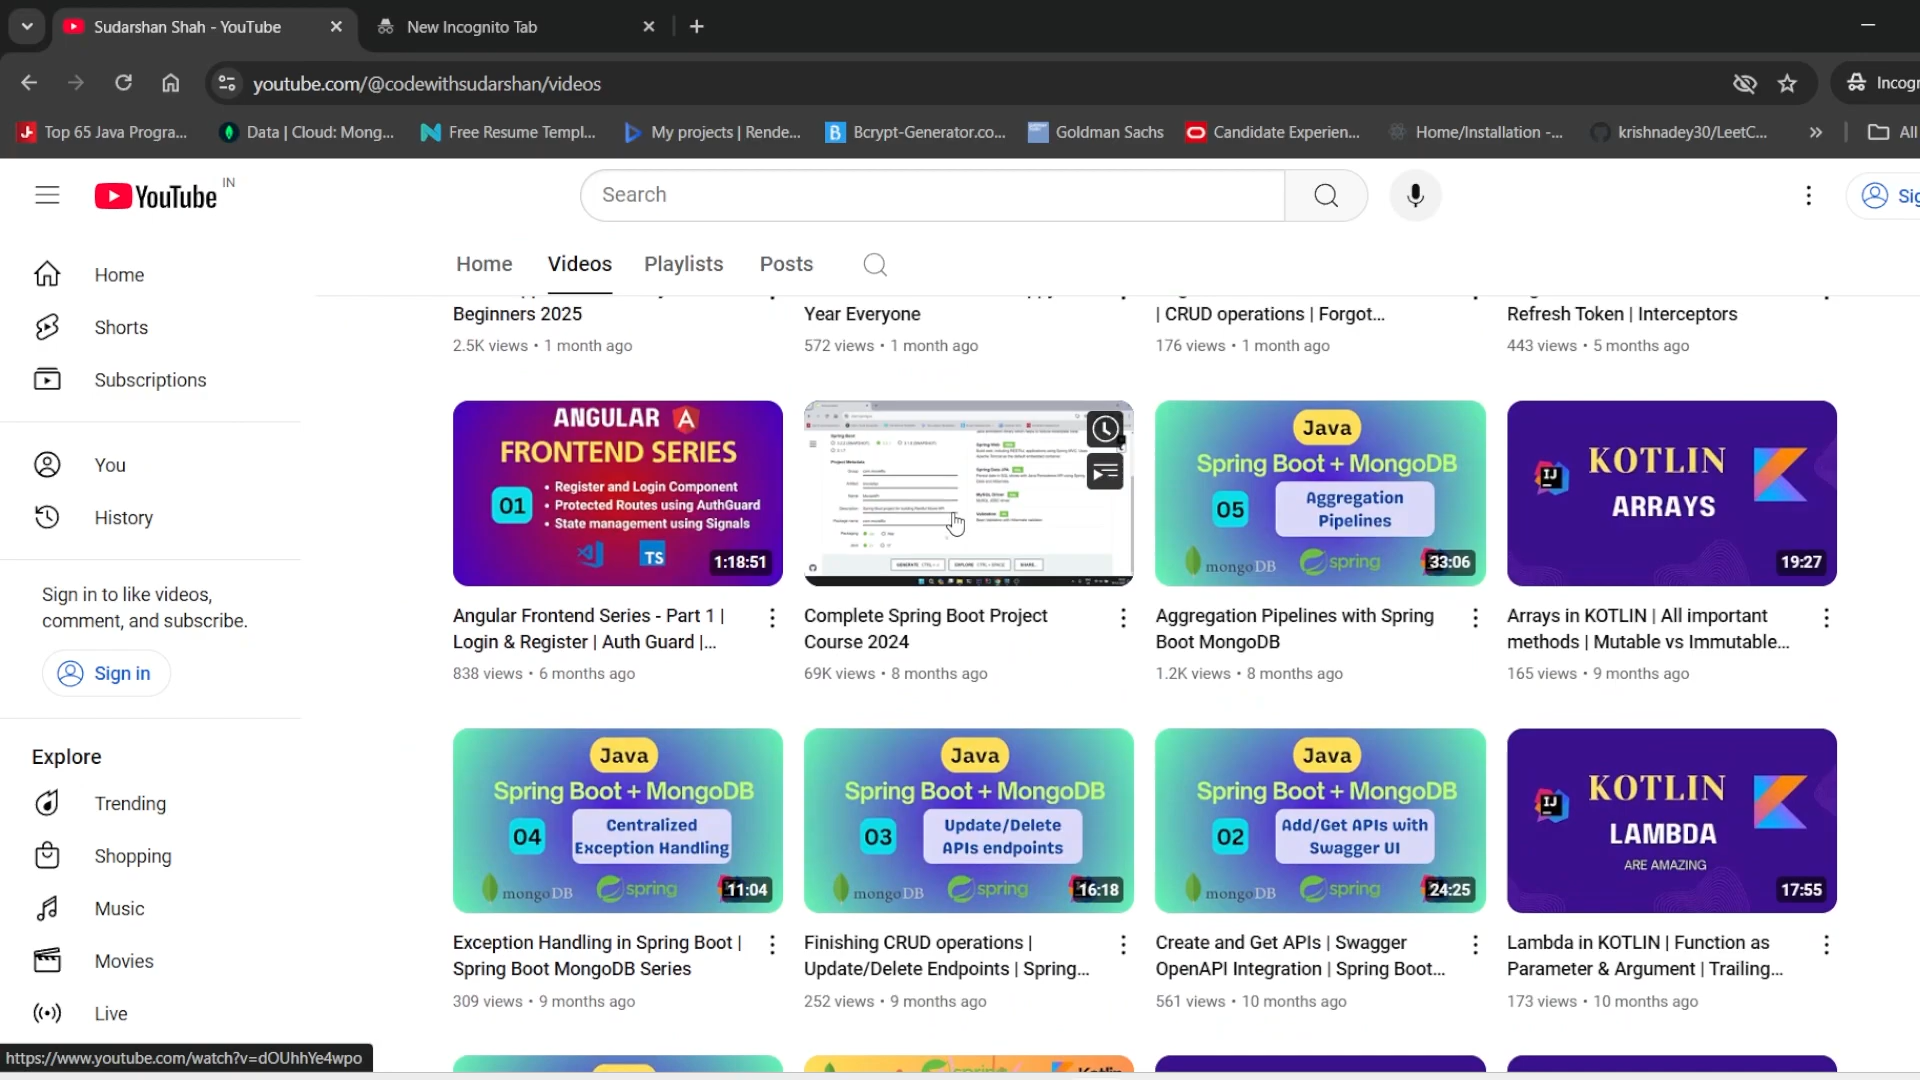 Sudarshan Shah - YouTube
New Incognito Tab
youtube.com/@codewithsudarshan/videos
Incogn
Top 65 Java Progra...
Data | Cloud: Mong...
Free Resume Templ...
My projects | Rende...
Bcrypt-Generator.co...
Goldman Sachs
Candidate Experien...
Home/Installation -...
krishnadey30/LeetC...
All
YouTube
IN
Search
Sig
Home
Shorts
Subscriptions
You
History
Sign in to like videos,
comment, and subscribe.
Sign in
Explore
Trending
Shopping
Music
Movies
Live
Home
Videos
Playlists
Posts
Beginners 2025
2.5K views • 1 month ago
Year Everyone
572 views • 1 month ago
| CRUD operations | Forgot...
176 views • 1 month ago
Refresh Token | Interceptors
443 views • 5 months ago
ANGULAR
FRONTEND SERIES
01
• Register and Login Component
• Protected Routes using AuthGuard
• State management using Signals
TS
1:18:51
Angular Frontend Series - Part 1 |
Login & Register | Auth Guard |...
838 views • 6 months ago
Complete Spring Boot Project
Course 2024
69K views • 8 months ago
Java
Spring Boot + MongoDB
05
Aggregation
Pipelines
mongoDB
spring
33:06
Aggregation Pipelines with Spring
Boot MongoDB
1.2K views • 8 months ago
IJ
KOTLIN
ARRAYS
19:27
Arrays in KOTLIN | All important
methods | Mutable vs Immutable...
165 views • 9 months ago
Java
Spring Boot + MongoDB
04
Centralized
Exception Handling
mongoDB
spring
11:04
Exception Handling in Spring Boot |
Spring Boot MongoDB Series
309 views • 9 months ago
Java
Spring Boot + MongoDB
03
Update/Delete
APIs endpoints
mongoDB
spring
16:18
Finishing CRUD operations |
Update/Delete Endpoints | Spring...
252 views • 9 months ago
Java
Spring Boot + MongoDB
02
Add/Get APIs with
Swagger UI
mongoDB
spring
24:25
Create and Get APIs | Swagger
OpenAPI Integration | Spring Boot...
561 views • 10 months ago
IJ
KOTLIN
LAMBDA
ARE AMAZING
17:55
Lambda in KOTLIN | Function as
Parameter & Argument | Trailing...
173 views • 10 months ago
https://www.youtube.com/watch?v=dOUhhYe4wpo